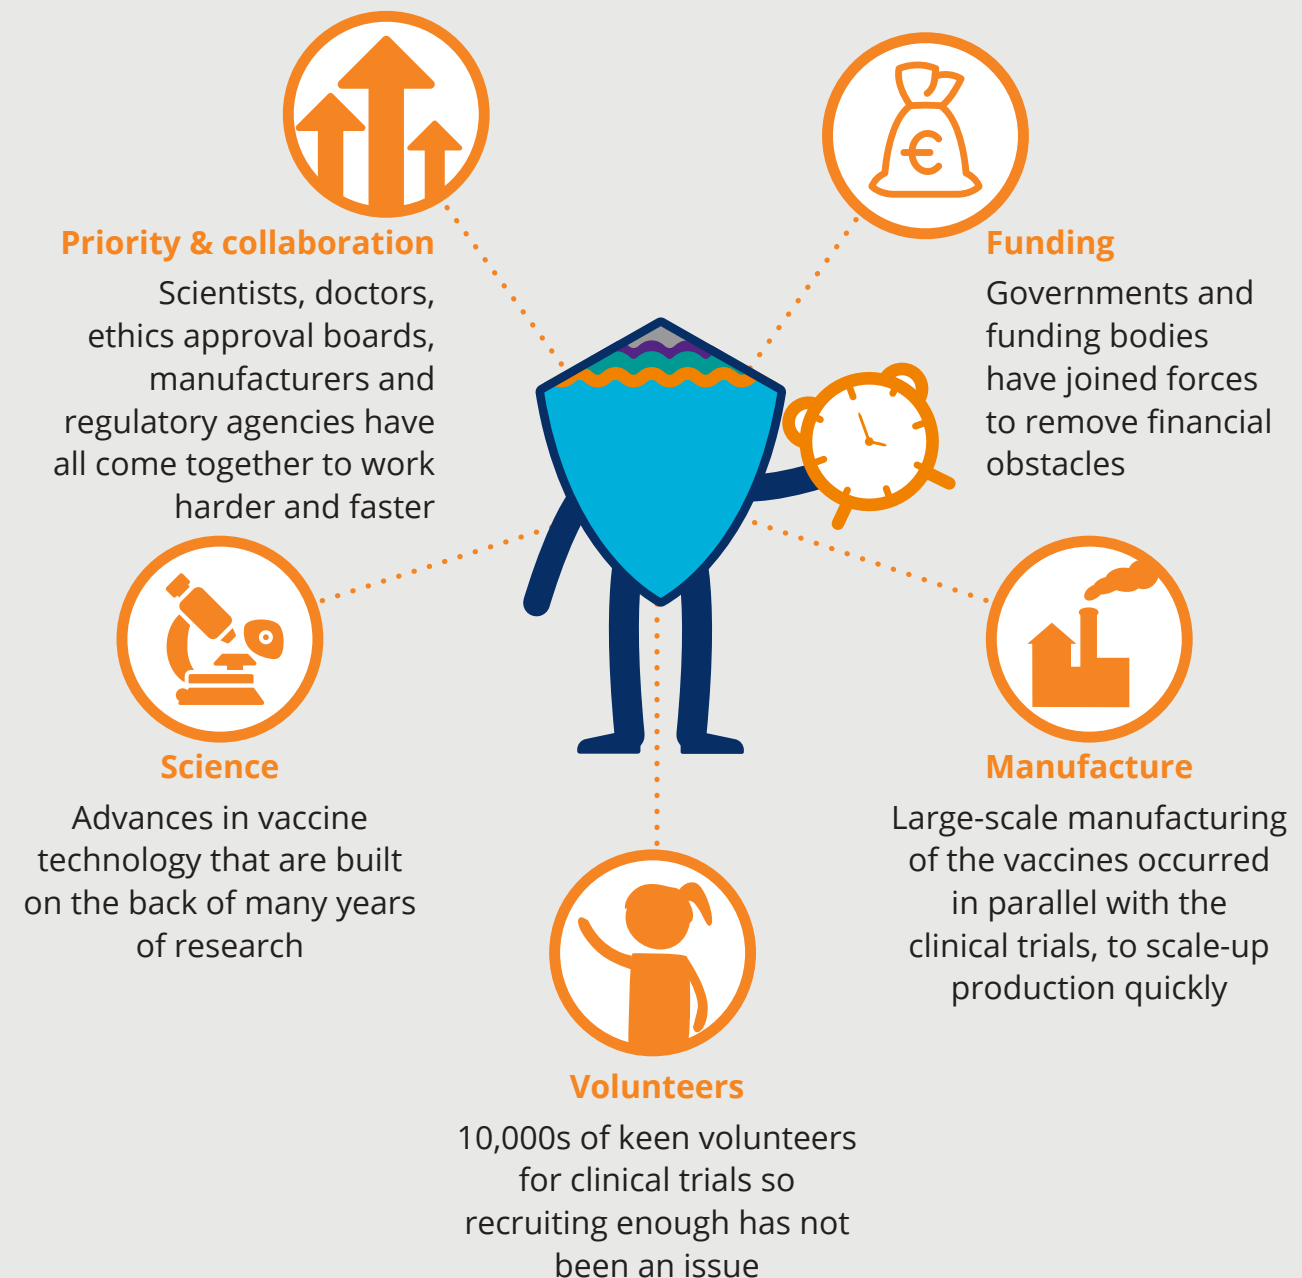 Priority & collaboration
Scientists, doctors,
ethics approval boards,
manufacturers and
regulatory agencies have
all come together to work
harder and faster
€
Funding
Governments and
funding bodies
have joined forces
to remove financial
obstacles
Science
Advances in vaccine
technology that are built
on the back of many years
of research
Manufacture
Large-scale manufacturing
of the vaccines occurred
in parallel with the
clinical trials, to scale-up
production quickly
Volunteers
10,000s of keen volunteers
for clinical trials so
recruiting enough has not
been an issue